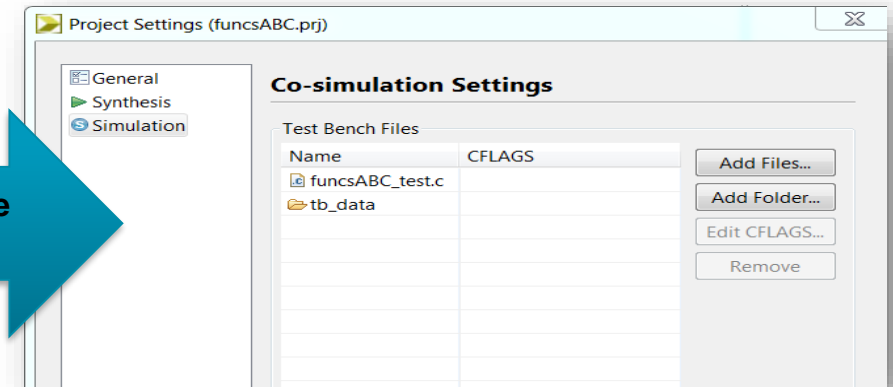 Project Settings (funcsABC.prj)
General
Synthesis
Simulation
Co-simulation Settings
Test Bench Files
Name CFLAGS
funcsABC_test.c
tb_data
Add Files...
Add Folder...
Edit CFLAGS...
Remove